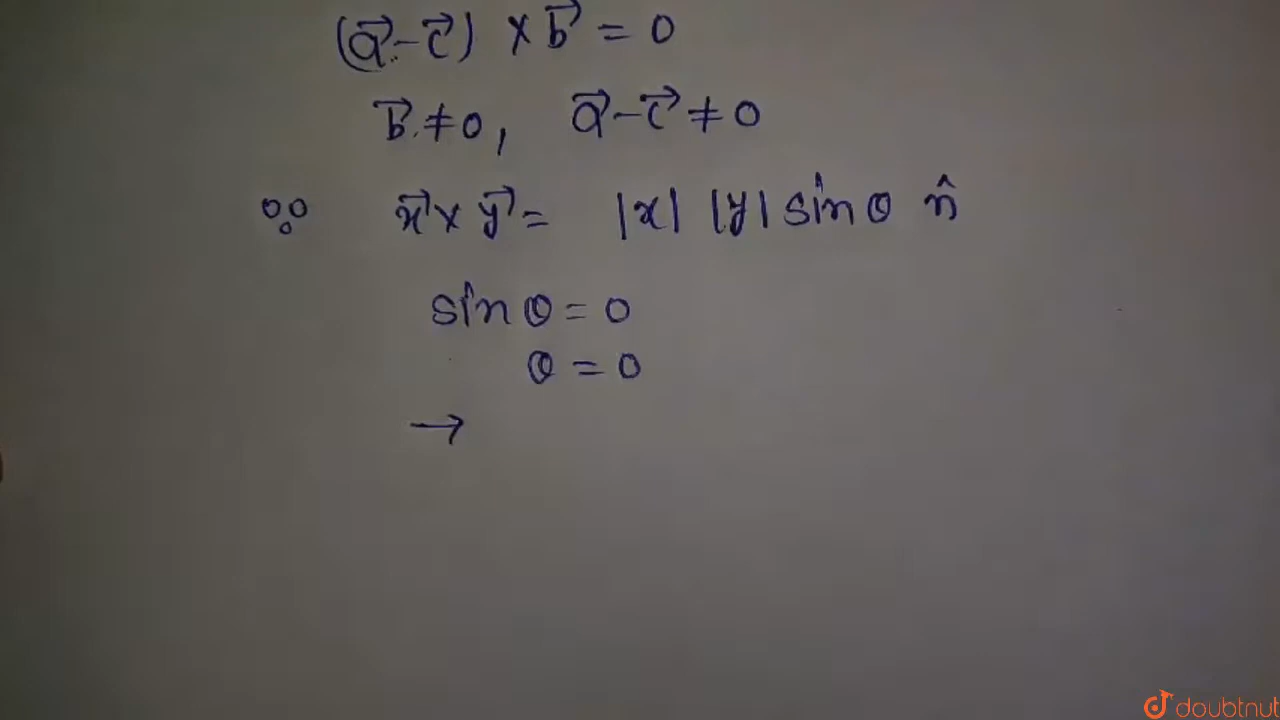 (a⃗-c⃗) × b⃗ = 0
b⃗ ≠ 0, a⃗-c⃗ ≠ 0
∵ x⃗ × y⃗ = |x| |y| sin θ n̂
sin θ = 0
θ = 0
→
doubtnut